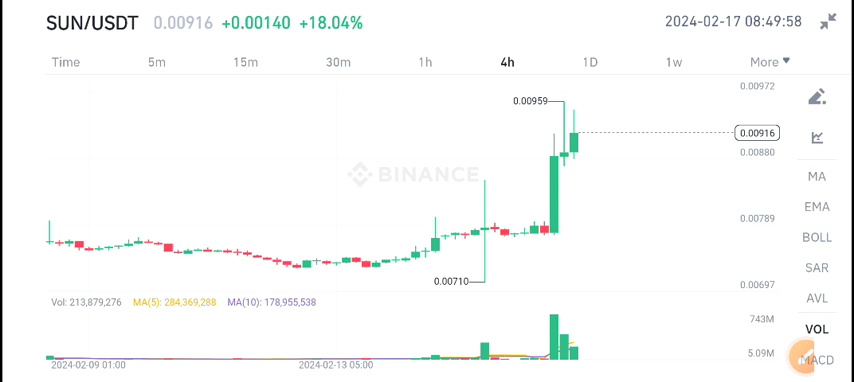 SUN/USDT 0.00916 +0.00140 +18.04% 2024-02-17 08:49:58
Time 5m 15m 30m 1h 4h 1D 1w More
0.00972
0.00959
0.00916
0.00880
BINANCE
MA
EMA
0.00789
BOLL
SAR
0.00710
0.00697
AVL
Vol: 213,879,276 MA(5): 284,369,288 MA(10): 178,955,538
743M
VOL
5.09M
MACD
2024-02-09 01:00 2024-02-13 05:00